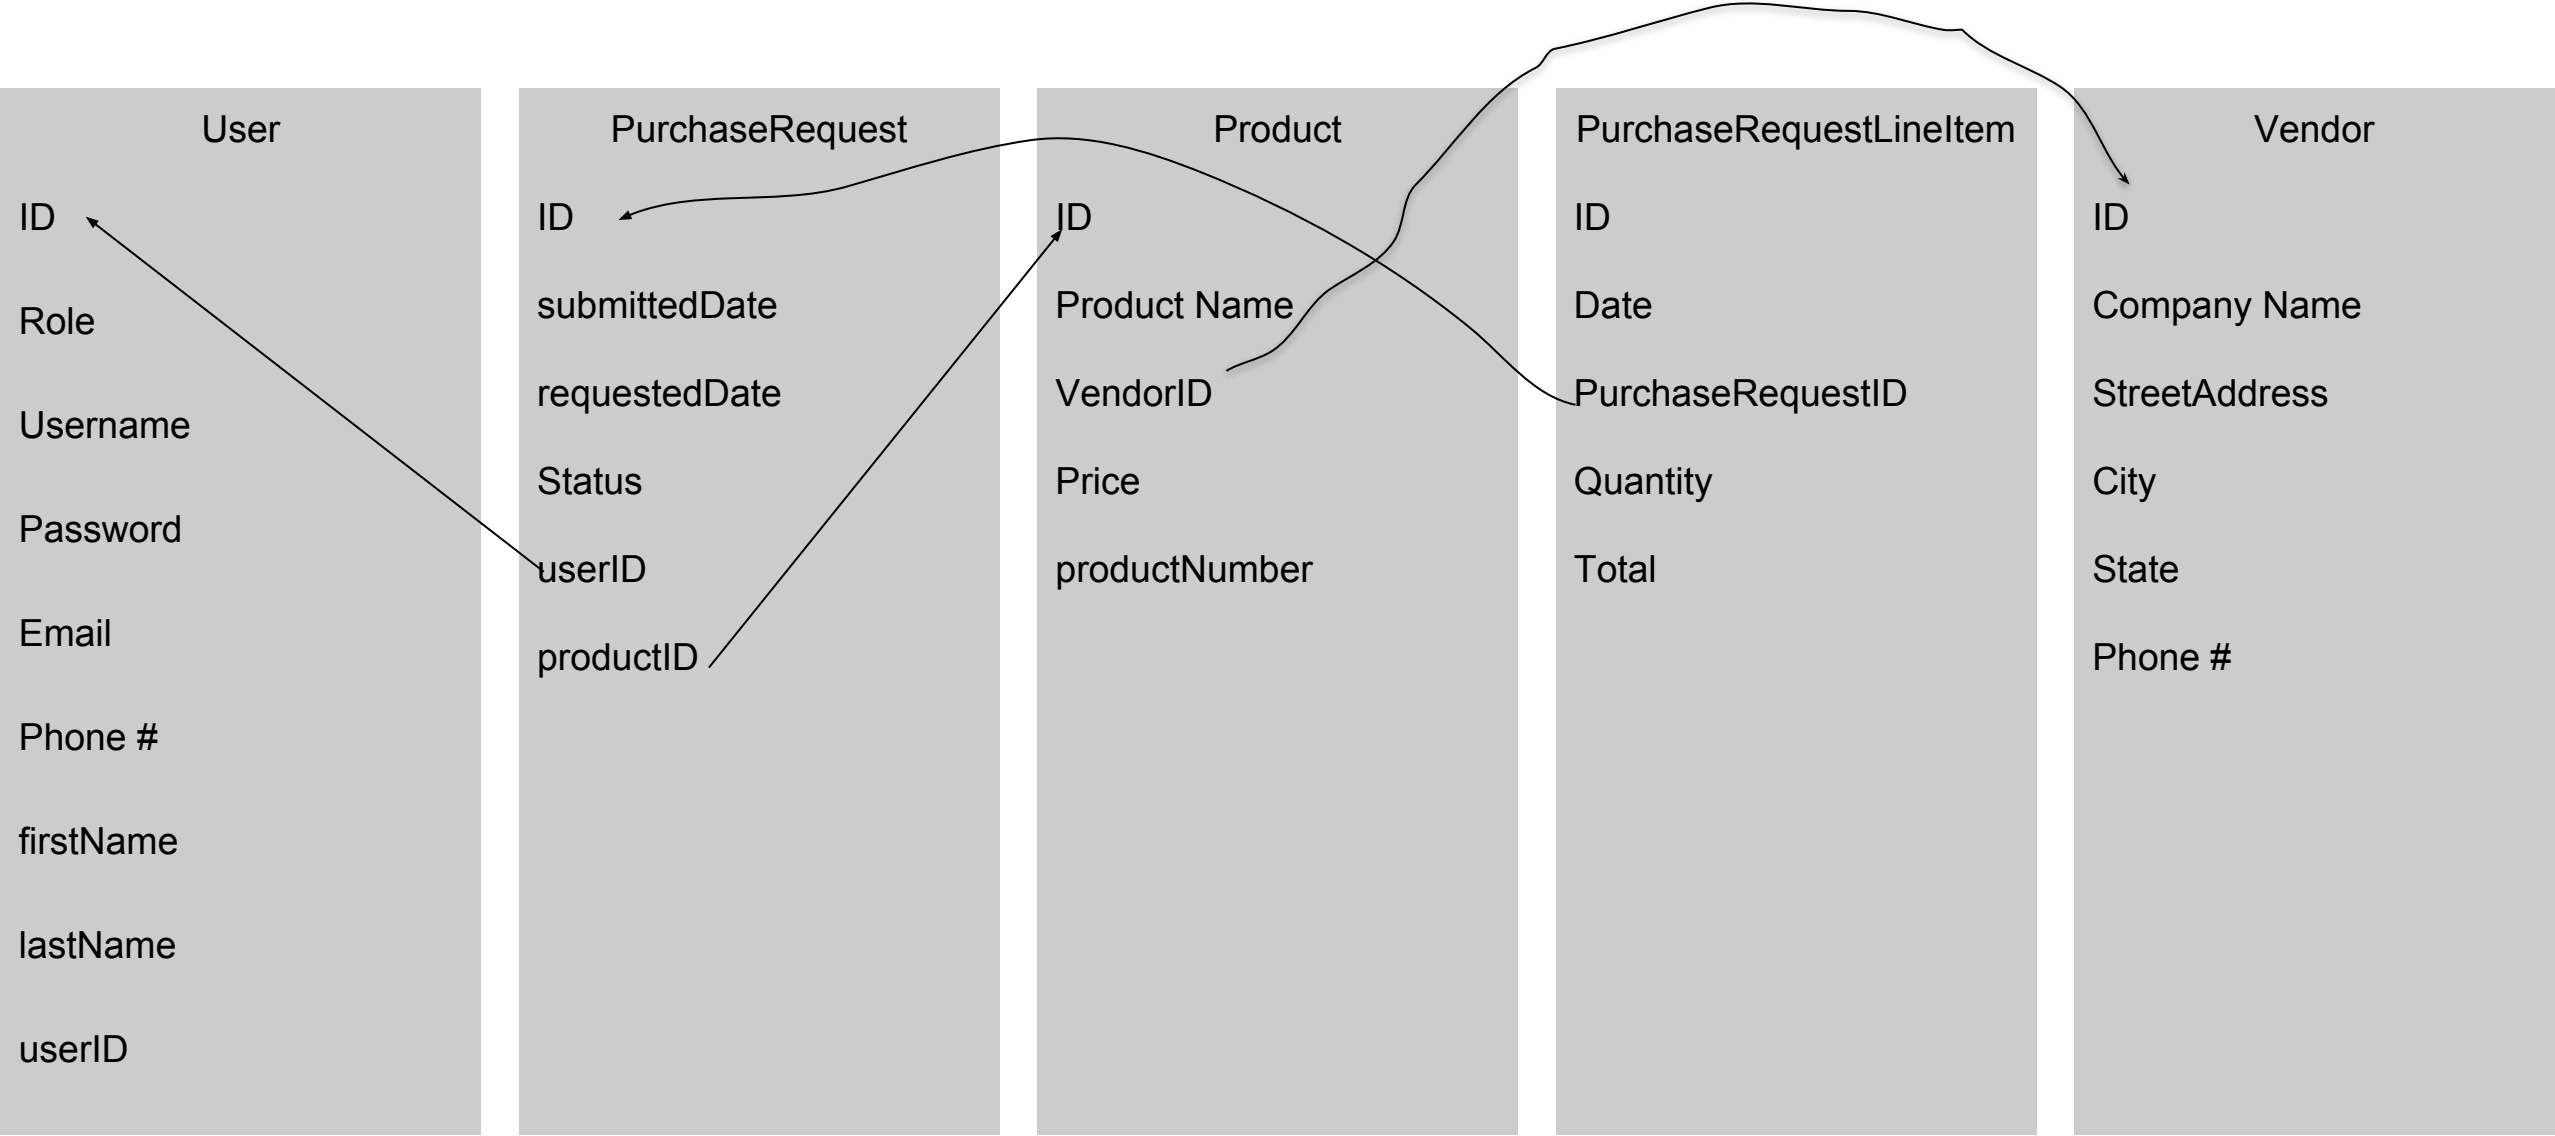 User
ID
Role
Username
Password
Email
Phone #
firstName
lastName
userID
PurchaseRequest
ID
submittedDate
requestedDate
Status
userID
productID
Product
ID
Product Name
VendorID
Price
productNumber
PurchaseRequestLineItem
ID
Date
PurchaseRequestID
Quantity
Total
Vendor
ID
Company Name
StreetAddress
City
State
Phone #